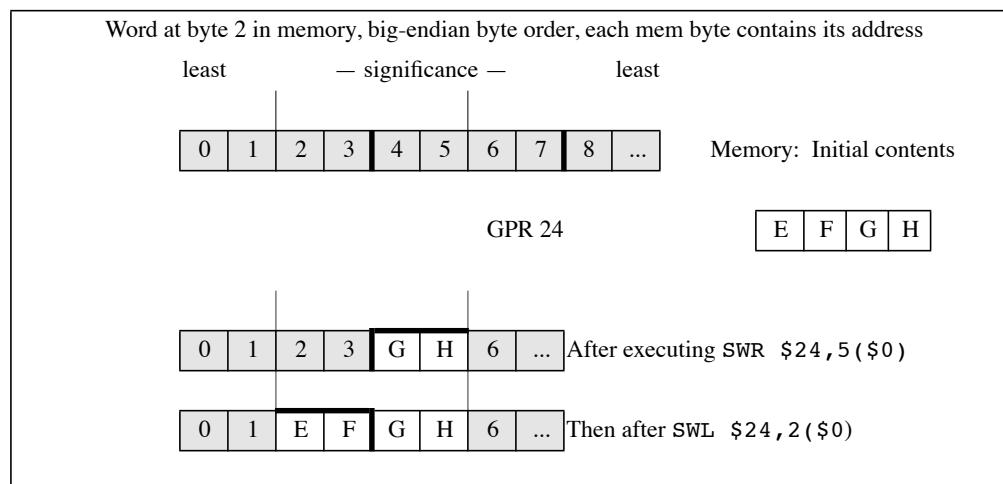 Word at byte 2 in memory, big-endian byte order, each mem byte contains its address
least — significance — least
0 1 2 3 4 5 6 7 8 ... Memory: Initial contents
GPR 24 E F G H
0 1 2 3 G H 6 ... After executing SWR $24,5($0)
0 1 E F G H 6 ... Then after SWL $24,2($0)